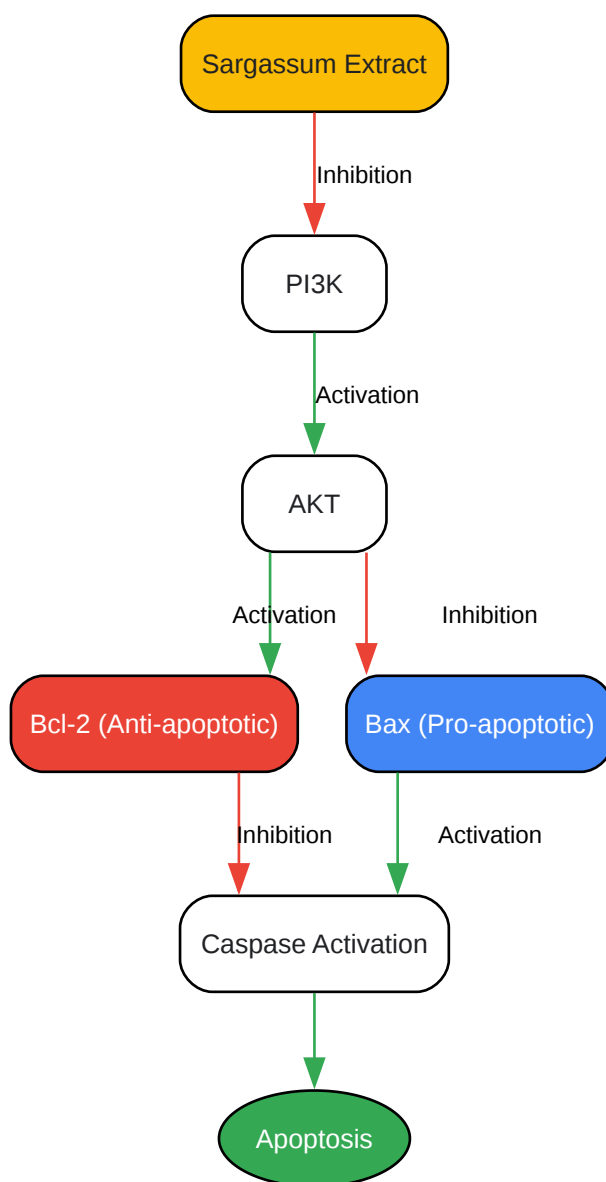 Sargassum Extract
Inhibition
PI3K
Activation
AKT
Activation
Inhibition
Bcl-2 (Anti-apoptotic)
Bax (Pro-apoptotic)
Inhibition
Activation
Caspase Activation
Apoptosis